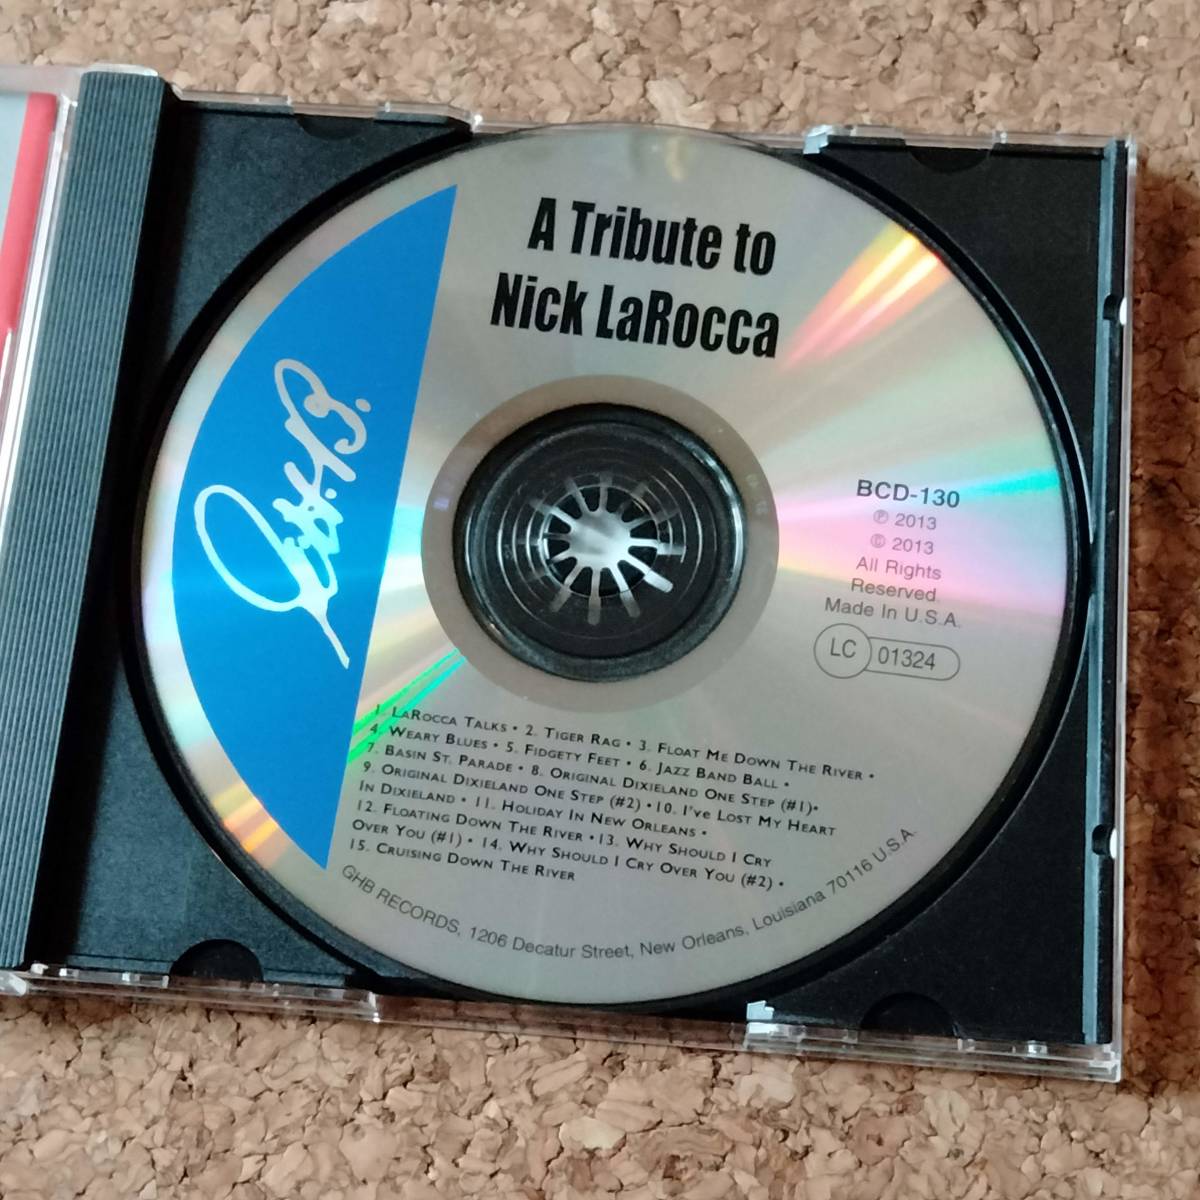 A Tribute to
Nick LaRocca
G.H.B.
BCD-130
℗ 2013
© 2013
All Rights
Reserved.
Made In U.S.A.
LC 01324
1. LaRocca Talks • 2. Tiger Rag • 3. Float Me Down The River •
4. Weary Blues • 5. Fidgety Feet • 6. Jazz Band Ball •
7. Basin St. Parade • 8. Original Dixieland One Step (#1)•
9. Original Dixieland One Step (#2) •10. I've Lost My Heart
In Dixieland • 11. Holiday In New Orleans •
12. Floating Down The River •13. Why Should I Cry
Over You (#1) • 14. Why Should I Cry Over You (#2) •
15. Cruising Down The River
GHB RECORDS, 1206 Decatur Street, New Orleans, Louisiana 70116 U.S.A.